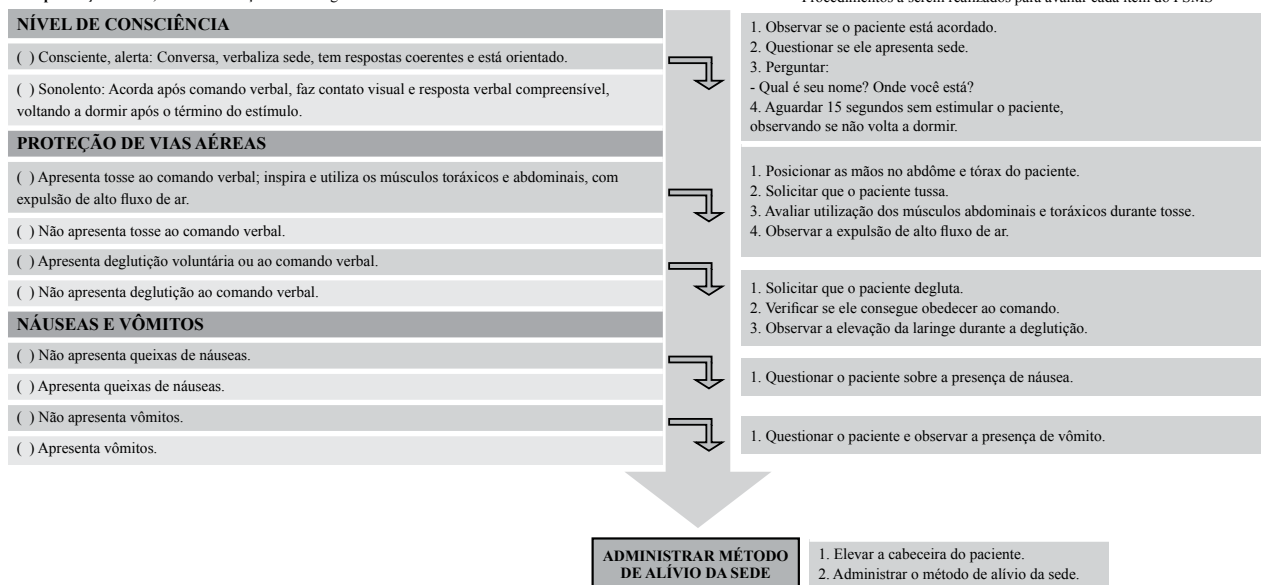 NÍVEL DE CONSCIÊNCIA
( ) Consciente, alerta: Conversa, verbaliza sede, tem respostas coerentes e está orientado.
( ) Sonolento: Acorda após comando verbal, faz contato visual e resposta verbal compreensível,
voltando a dormir após o término do estímulo.
PROTEÇÃO DE VIAS AÉREAS
( ) Apresenta tosse ao comando verbal; inspira e utiliza os músculos toráxicos e abdominais, com
expulsão de alto fluxo de ar.
( ) Não apresenta tosse ao comando verbal.
( ) Apresenta deglutição voluntária ou ao comando verbal.
( ) Não apresenta deglutição ao comando verbal.
NÁUSEAS E VÔMITOS
( ) Não apresenta queixas de náuseas.
( ) Apresenta queixas de náuseas.
( ) Não apresenta vômitos.
( ) Apresenta vômitos.
1. Observar se o paciente está acordado.
2. Questionar se ele apresenta sede.
3. Perguntar:
- Qual é seu nome? Onde você está?
4. Aguardar 15 segundos sem estimular o paciente,
observando se não volta a dormir.
1. Posicionar as mãos no abdôme e tórax do paciente.
2. Solicitar que o paciente tussa.
3. Avaliar utilização dos músculos abdominais e toráxicos durante tosse.
4. Observar a expulsão de alto fluxo de ar.
1. Solicitar que o paciente degluta.
2. Verificar se ele consegue obedecer ao comando.
3. Observar a elevação da laringe durante a deglutição.
1. Questionar o paciente sobre a presença de náusea.
1. Questionar o paciente e observar a presença de vômito.
ADMINISTRAR MÉTODO
DE ALÍVIO DA SEDE
1. Elevar a cabeceira do paciente.
2. Administrar o método de alívio da sede.